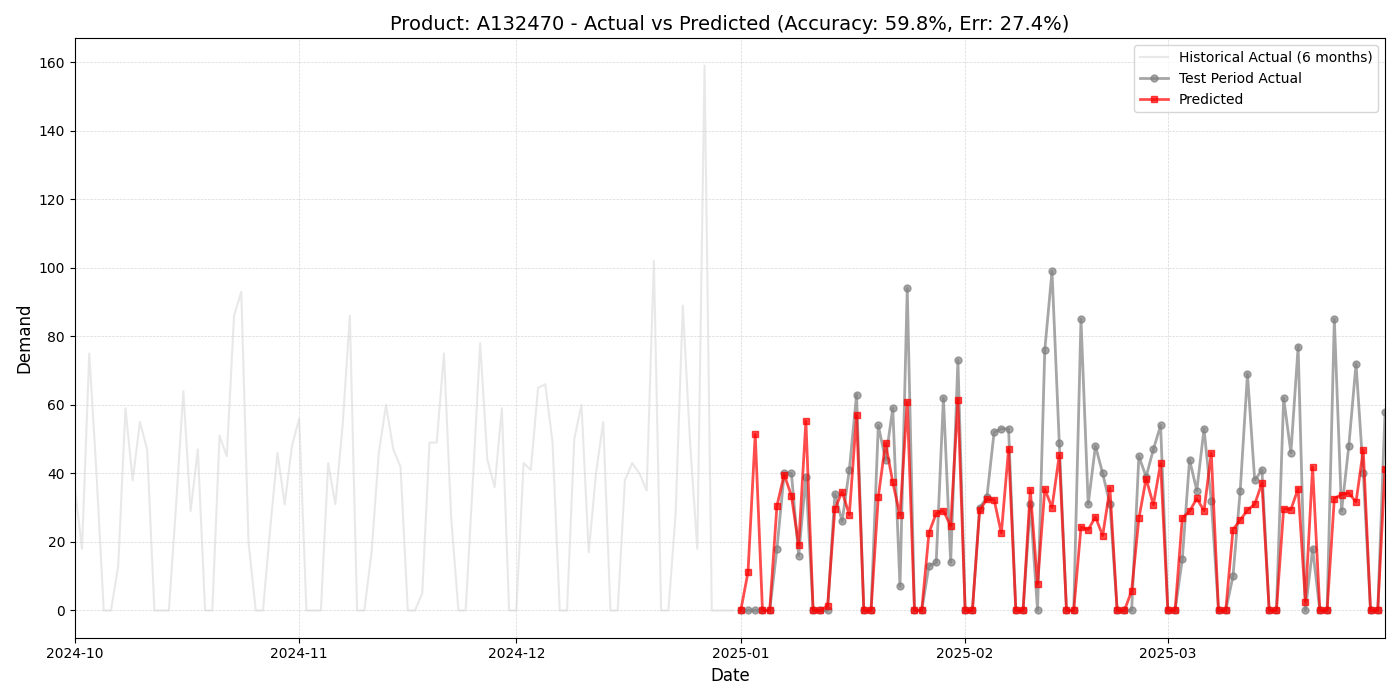 Product: A132470 - Actual vs Predicted (Accuracy: 59.8%, Err: 27.4%)
Historical Actual (6 months)
Test Period Actual
Predicted
Demand
160
140
120
100
80
60
40
20
0
2024-10
2024-11
2024-12
2025-01
2025-02
2025-03
Date